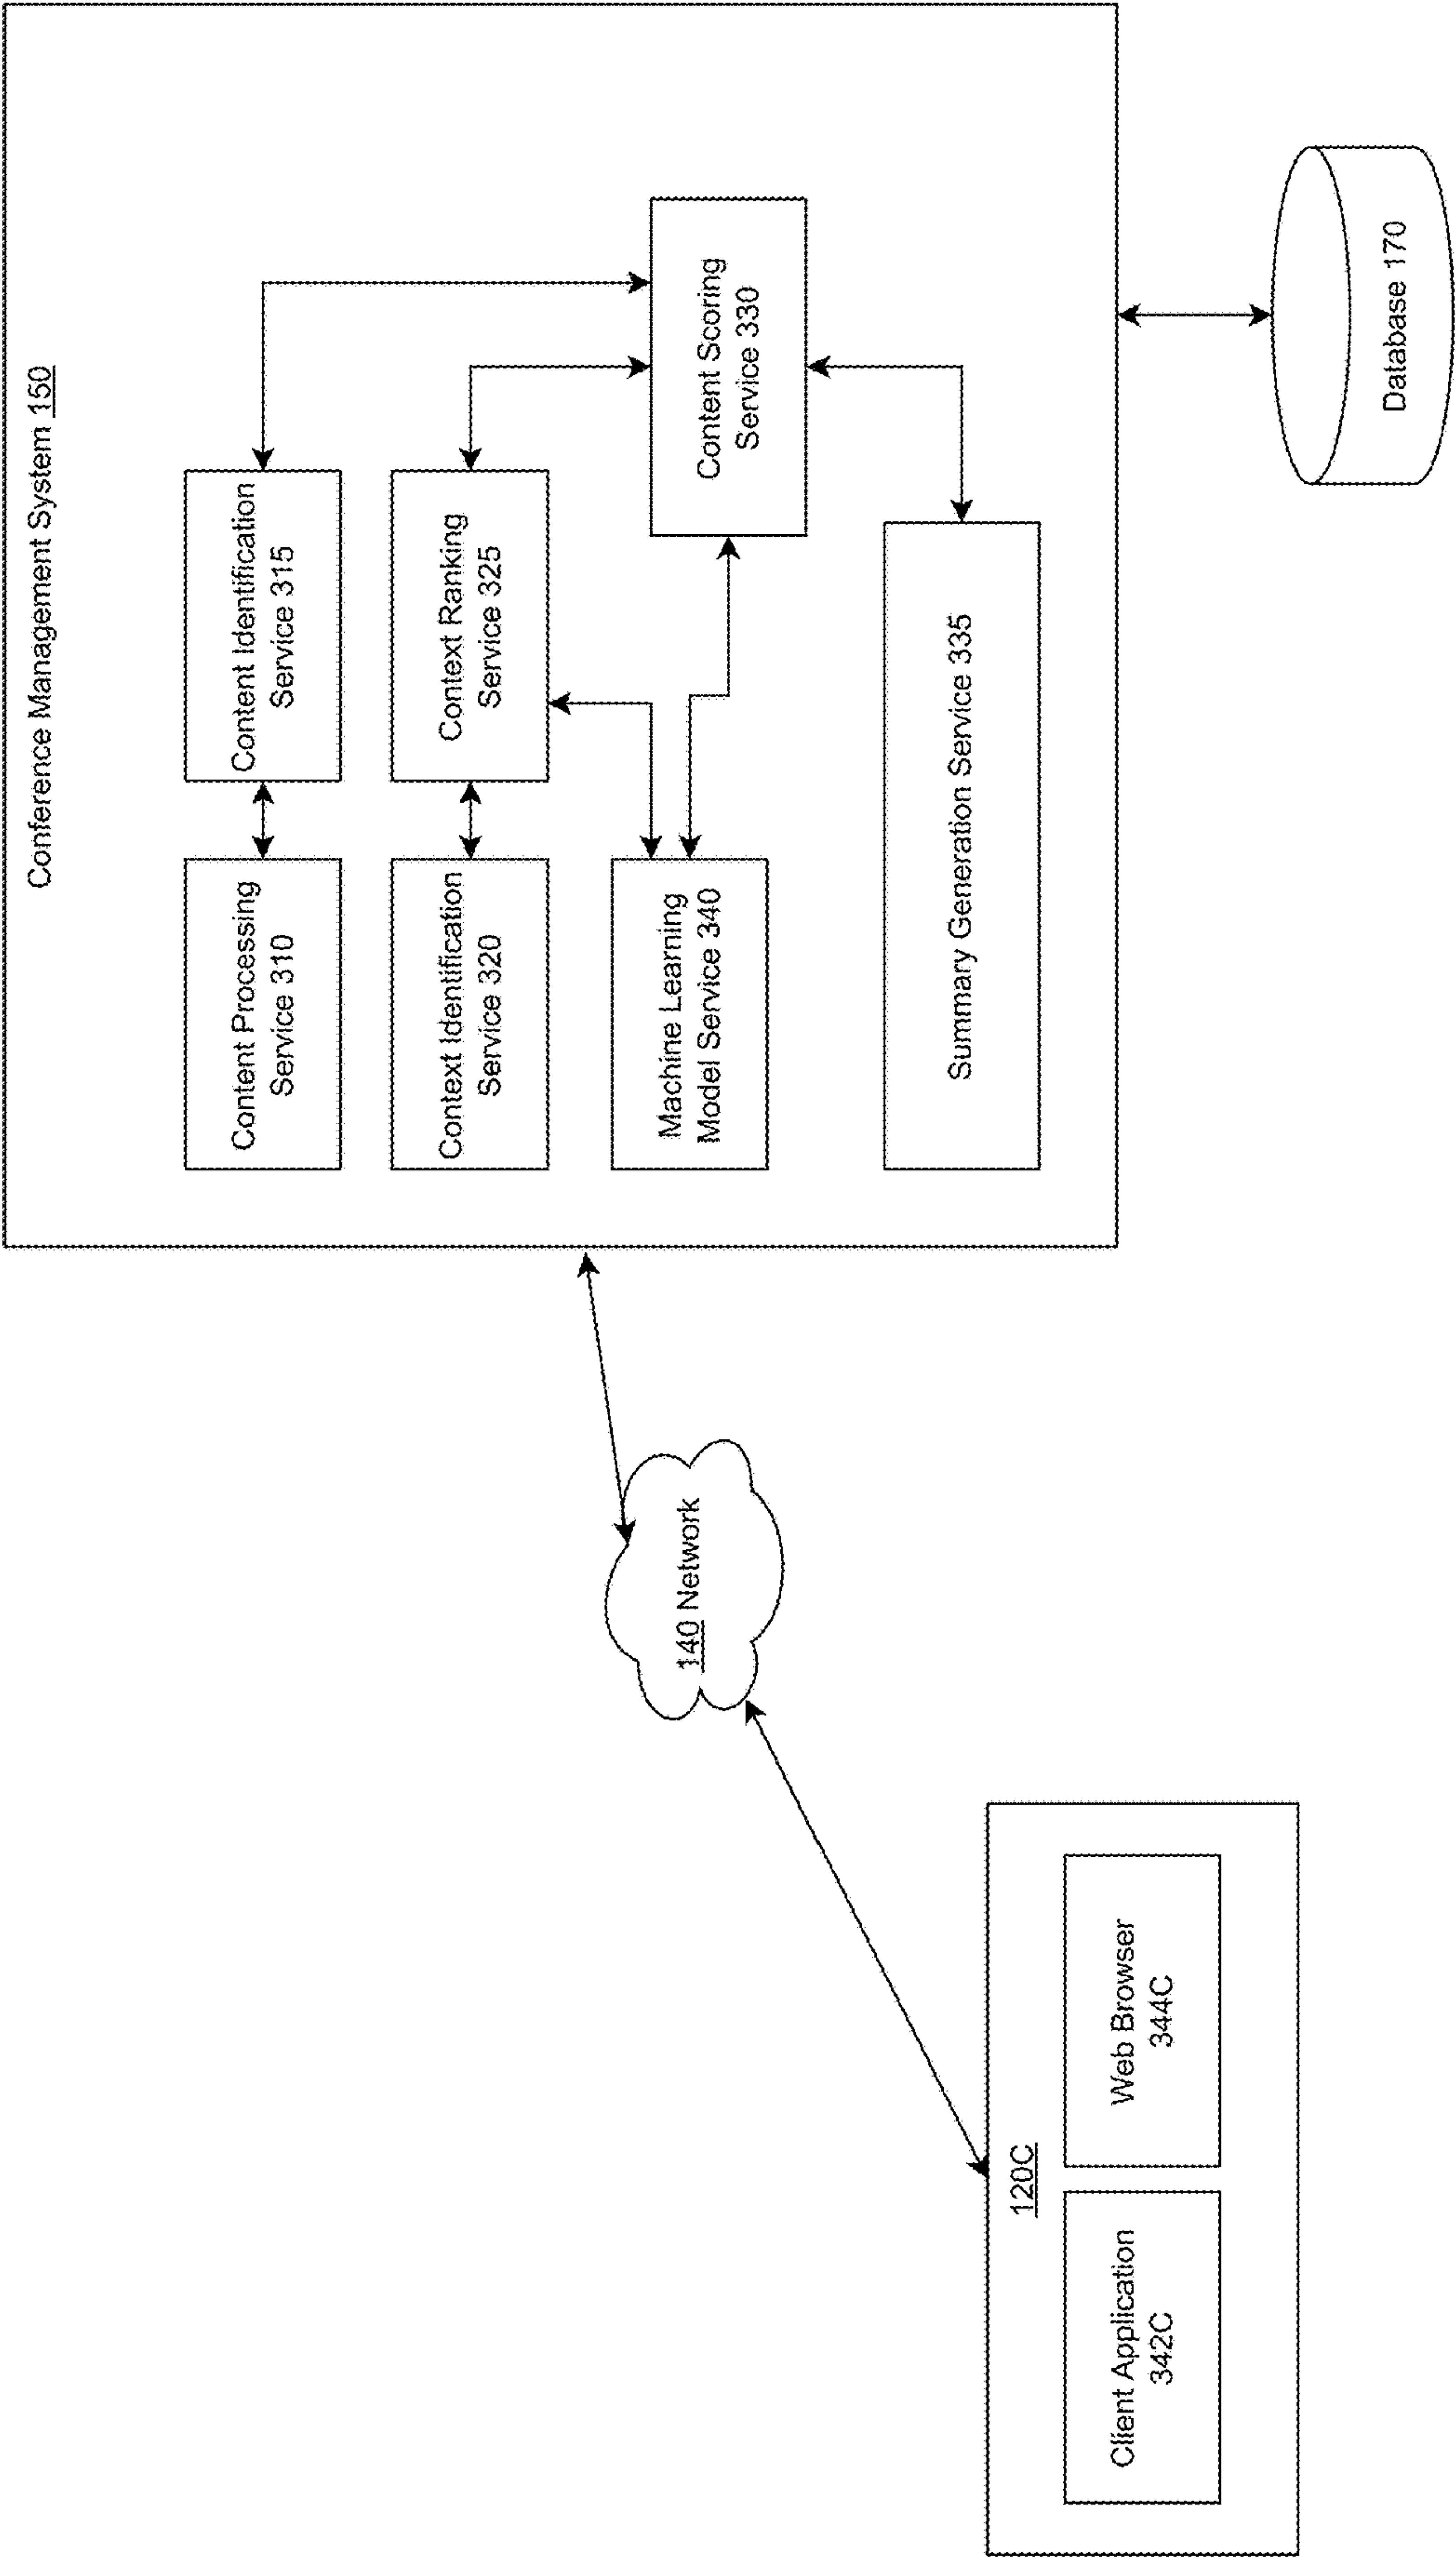 Conference Management System 150
Content Processing
Service 310
Content Identification
Service 315
Context Identification
Service 320
Context Ranking
Service 325
Machine Learning
Model Service 340
Content Scoring
Service 330
Summary Generation Service 335
140 Network
120C
Client Application
342C
Web Browser
344C
Database 170